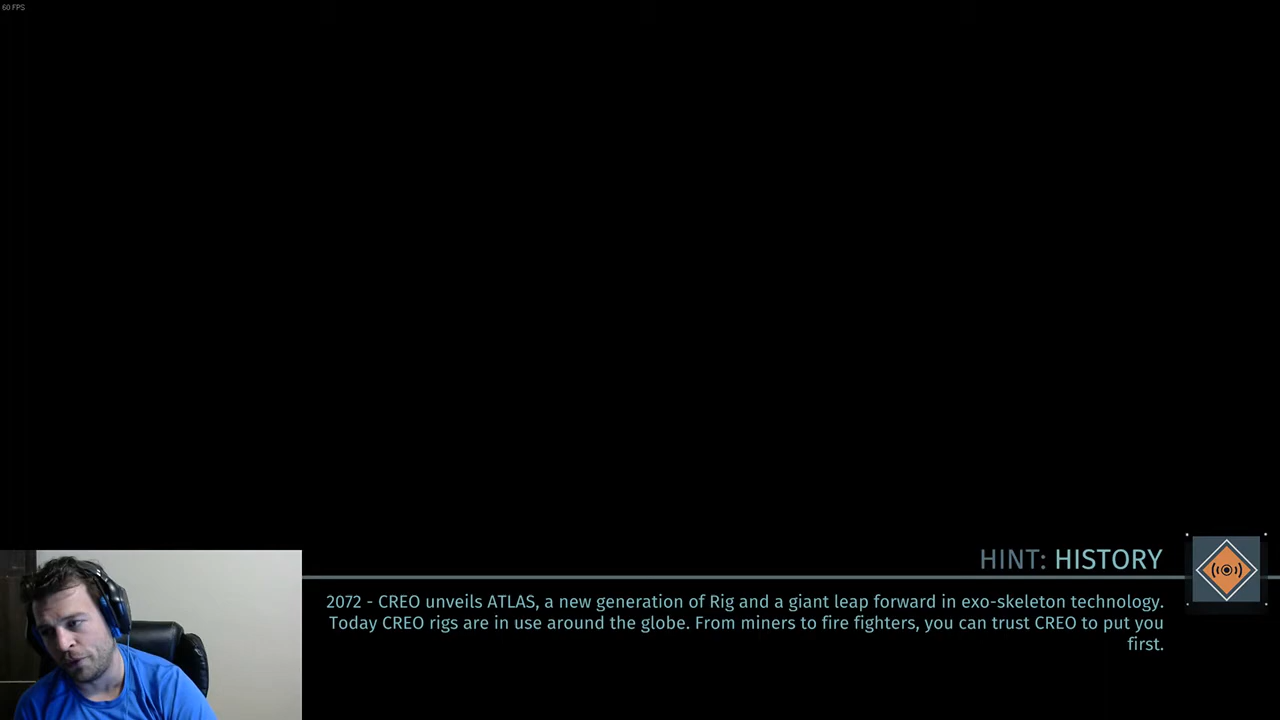 60 FPS
HINT: HISTORY
2072 - CREO unveils ATLAS, a new generation of Rig and a giant leap forward in exo-skeleton technology.
Today CREO rigs are in use around the globe. From miners to fire fighters, you can trust CREO to put you
first.